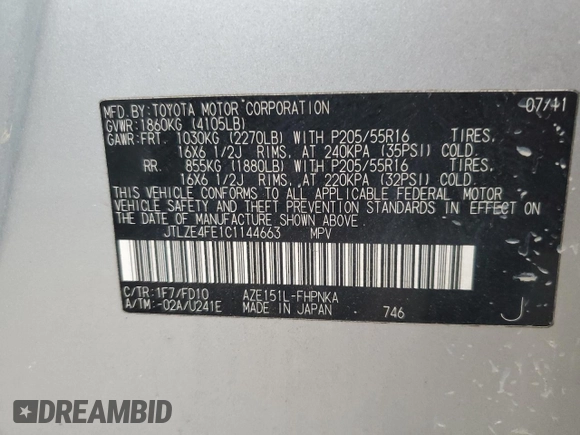 MFD.BY:TOYOTA MOTOR CORPORATION 07/11
GVWR:1860KG (4105LB)
GAWR:FRT. 1030KG (2270LB) WITH P205/55R16 TIRES,
16X6 1/2J RIMS, AT 240KPA (35PSI) COLD.
RR. 855KG (1880LB) WITH P205/55R16 TIRES,
16X6 1/2J RIMS, AT 220KPA (32PSI) COLD.
THIS VEHICLE CONFORMS TO ALL APPLICABLE FEDERAL MOTOR
VEHICLE SAFETY AND THEFT PREVENTION STANDARDS IN EFFECT ON
THE DATE OF MANUFACTURE SHOWN ABOVE.
JTLZE4FE1C1144663 MPV
C/TR:1F7/FD10 AZE151L-FHPNKA
A/TM:-02A/U241E MADE IN JAPAN 746 J
DREAMBID